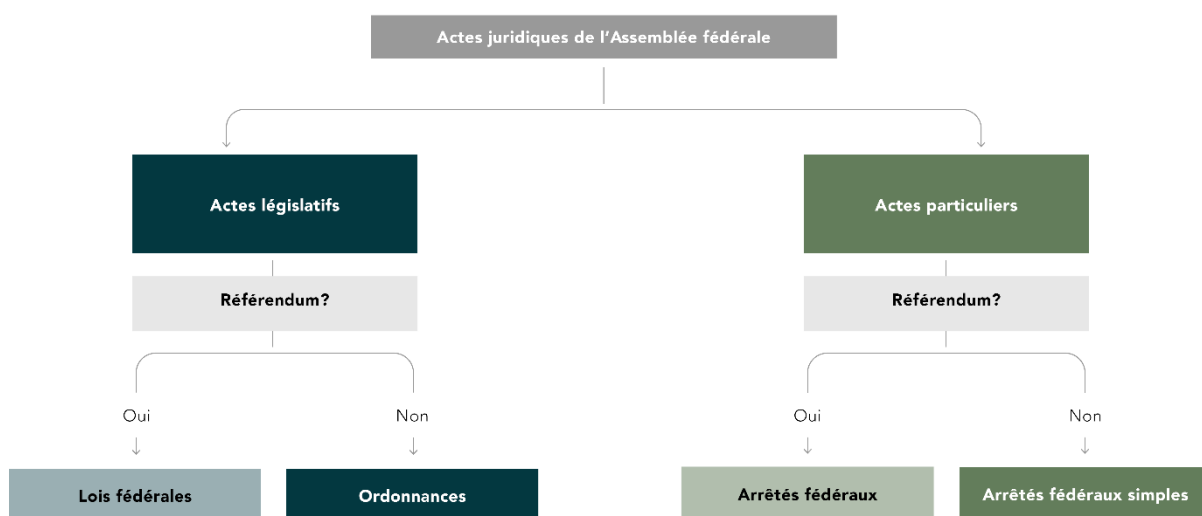 Actes juridiques de l'Assemblée fédérale
Actes législatifs
Actes particuliers
Référendum?
Référendum?
Oui
Non
Oui
Non
Lois fédérales
Ordonnances
Arrêtés fédéraux
Arrêtés fédéraux simples